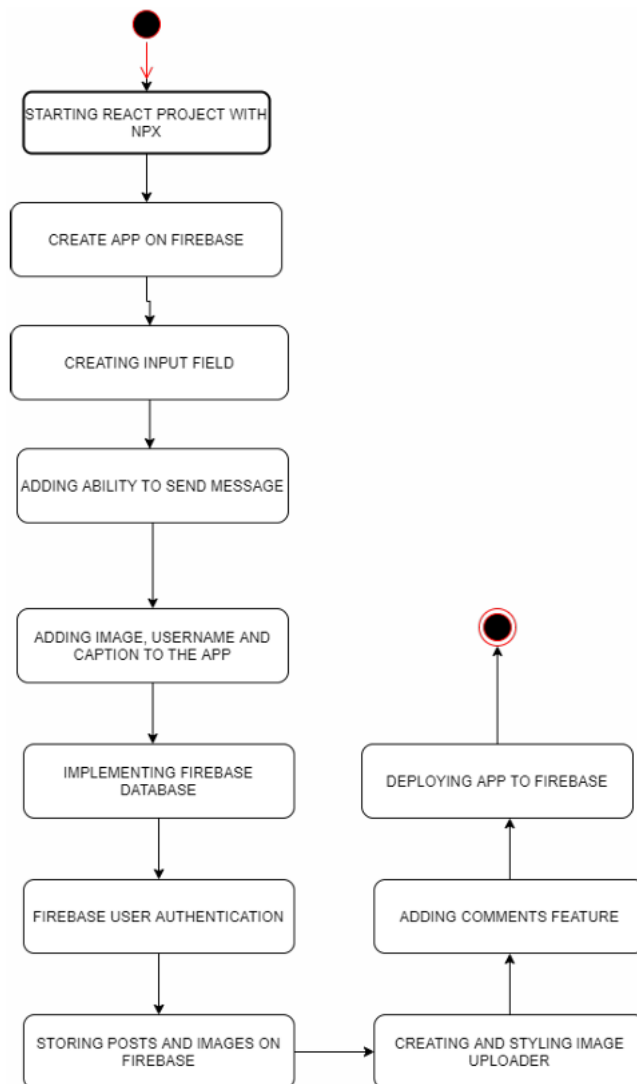 STARTING REACT PROJECT WITH
NPX
CREATE APP ON FIREBASE
CREATING INPUT FIELD
ADDING ABILITY TO SEND MESSAGE
ADDING IMAGE, USERNAME AND
CAPTION TO THE APP
IMPLEMENTING FIREBASE
DATABASE
FIREBASE USER AUTHENTICATION
STORING POSTS AND IMAGES ON
FIREBASE
CREATING AND STYLING IMAGE
UPLOADER
ADDING COMMENTS FEATURE
DEPLOYING APP TO FIREBASE